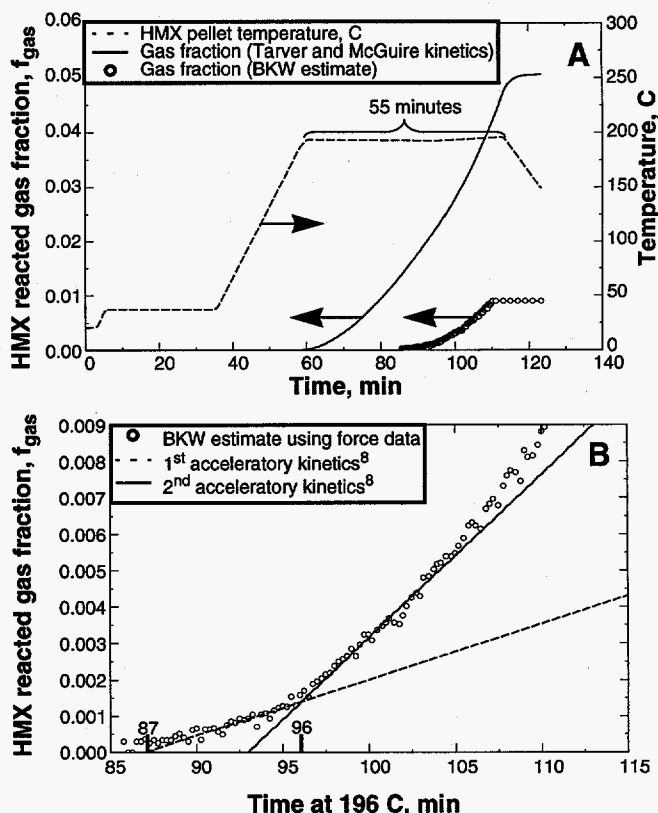 A
HMX pellet temperature, C
Gas fraction (Tarver and McGuire kinetics)
Gas fraction (BKW estimate)
55 minutes
HMX reacted gas fraction, fgas
0.06
0.05
0.04
0.03
0.02
0.01
0.00
300
250
200
150
100
50
0
Temperature, C
0 20 40 60 80 100 120 140
Time, min
B
BKW estimate using force data
1st acceleratory kinetics8
2nd acceleratory kinetics8
HMX reacted gas fraction, fgas
0.009
0.008
0.007
0.006
0.005
0.004
0.003
0.002
0.001
0.000
87
96
85 90 95 100 105 110 115
Time at 196 C, min